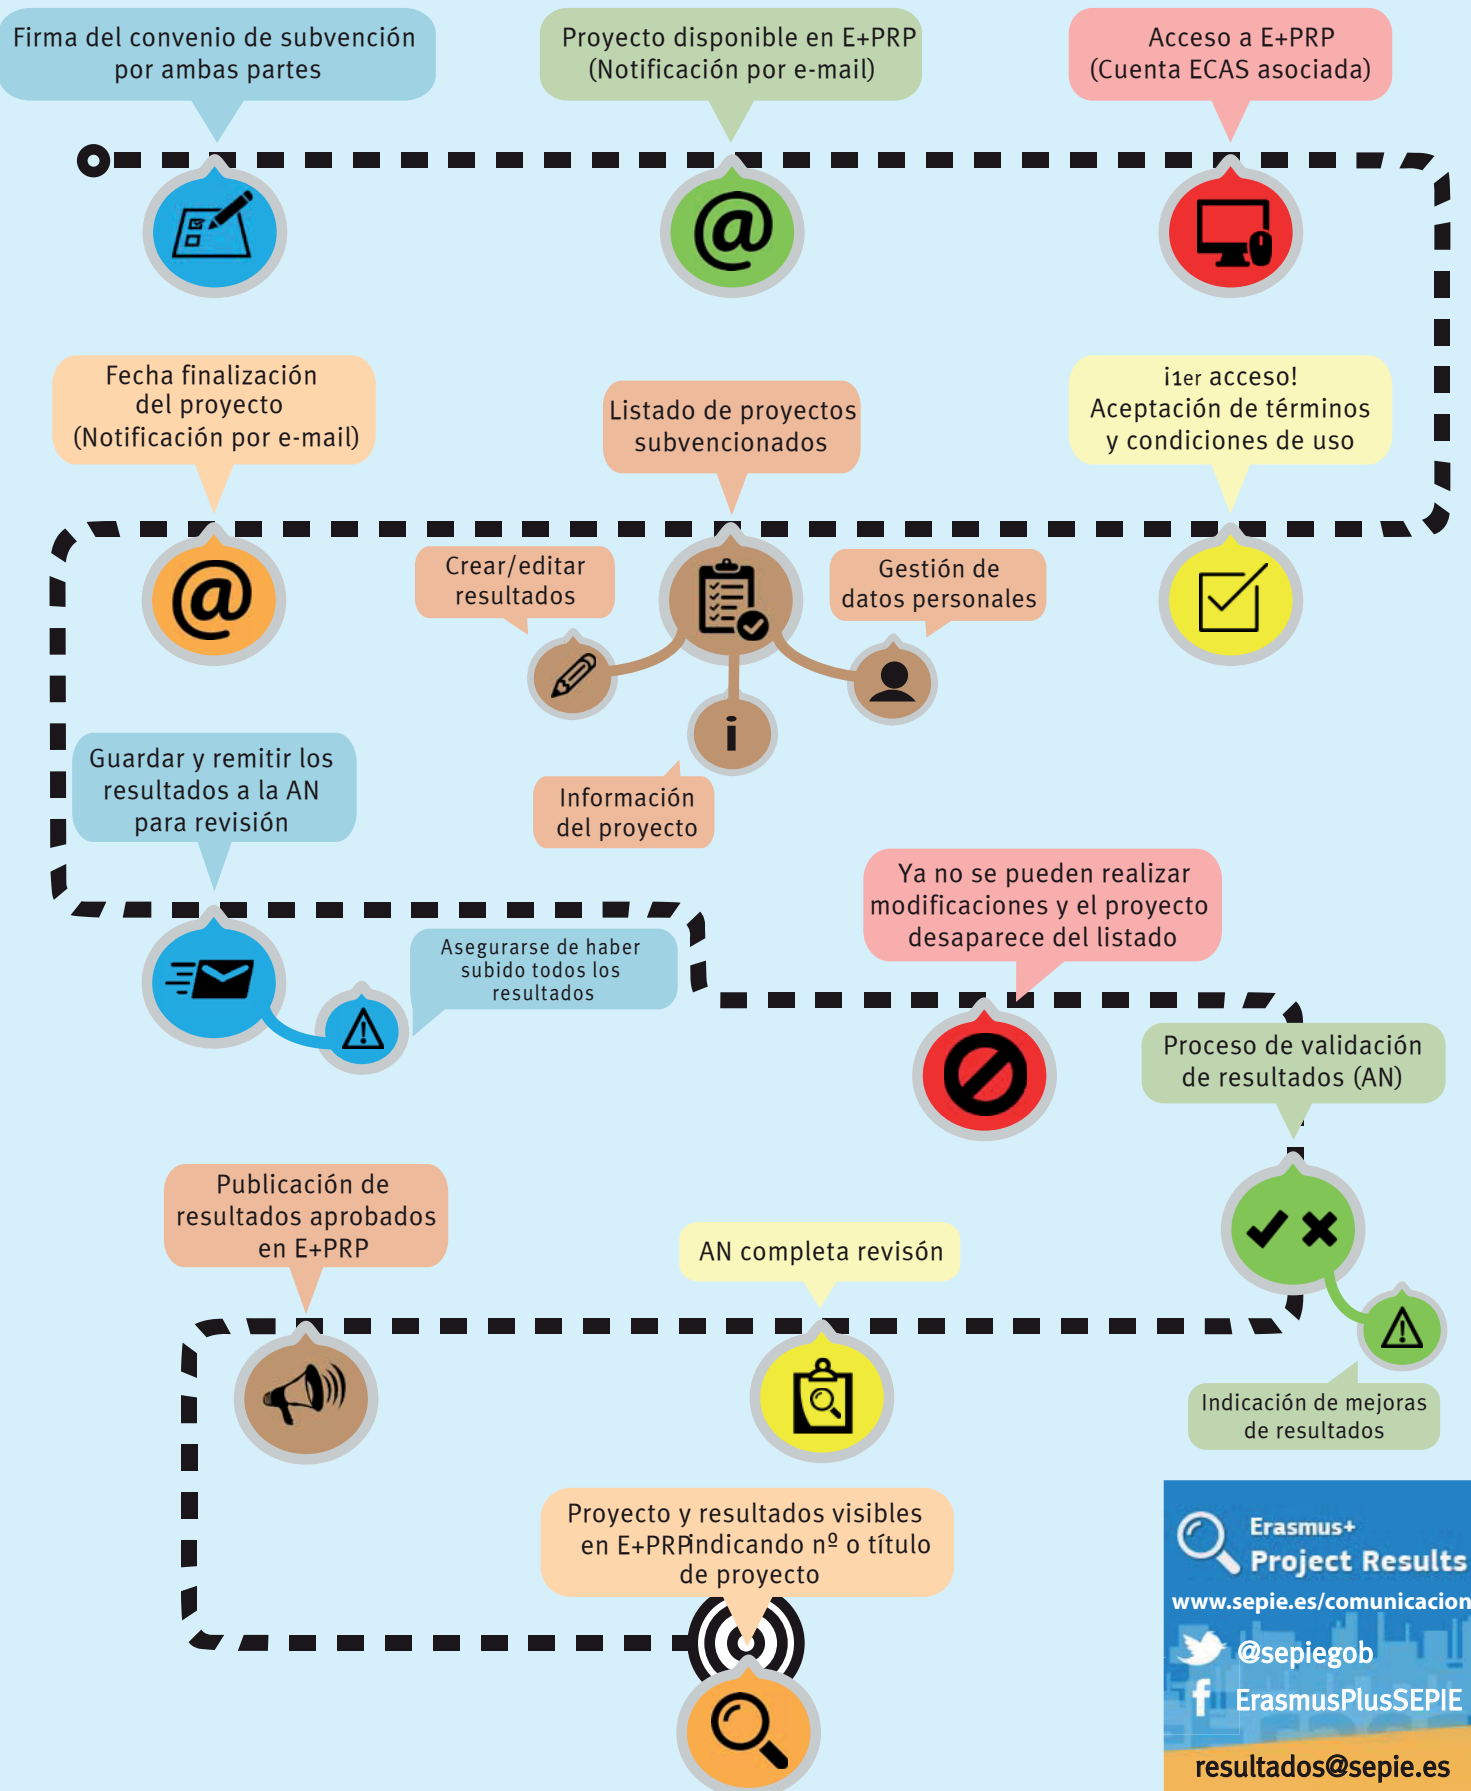 Firma del convenio de subvención
por ambas partes
Proyecto disponible en E+PRP
(Notificación por e-mail)
Acceso a E+PRP
(Cuenta ECAS asociada)
@
¡1er acceso!
Aceptación de términos
y condiciones de uso
Listado de proyectos
subvencionados
Crear/editar
resultados
Gestión de
datos personales
i
Información
del proyecto
Fecha finalización
del proyecto
(Notificación por e-mail)
@
Guardar y remitir los
resultados a la AN
para revisión
Asegurarse de haber
subido todos los
resultados
Ya no se pueden realizar
modificaciones y el proyecto
desaparece del listado
Proceso de validación
de resultados (AN)
Indicación de mejoras
de resultados
AN completa revisón
Publicación de
resultados aprobados
en E+PRP
Proyecto y resultados visibles
en E+PRPindicando nº o título
de proyecto
Erasmus+
Project Results
www.sepie.es/comunicacion
@sepiegob
f ErasmusPlusSEPIE
resultados@sepie.es